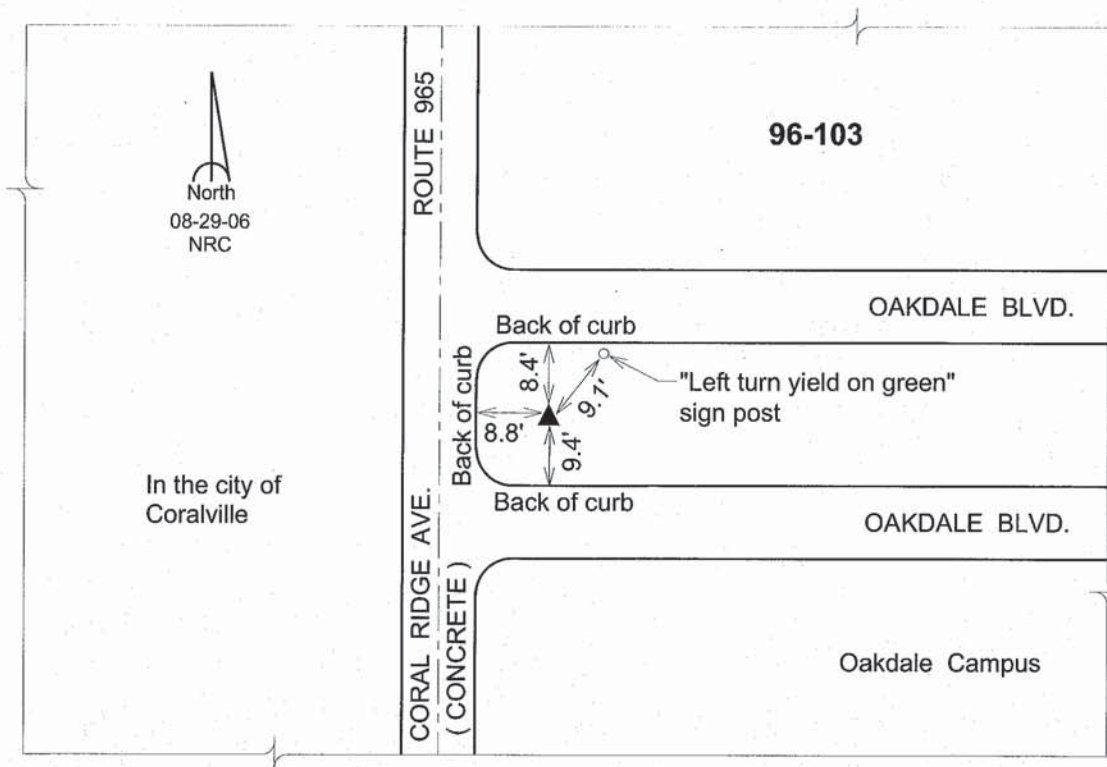 ROUTE 965
96-103
North
08-29-06
NRC
OAKDALE BLVD.
Back of curb
Back of curb
8.4'
9.1'
"Left turn yield on green"
sign post
8.8'
9.4'
In the city of
Coralville
Back of curb
CORAL RIDGE AVE.
( CONCRETE )
OAKDALE BLVD.
Oakdale Campus